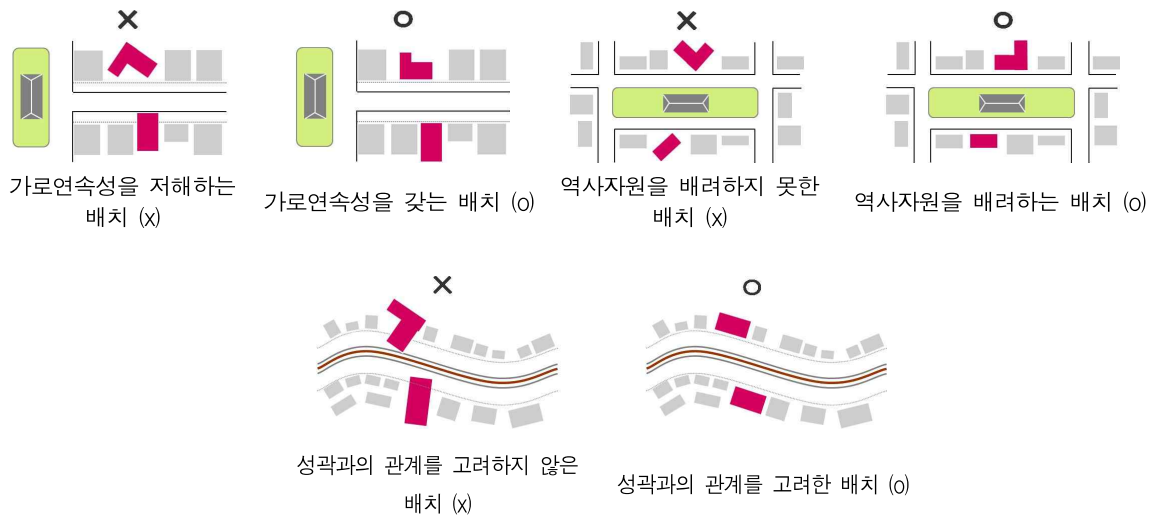 X
O
X
O
가로연속성을 저해하는
배치 (x)
가로연속성을 갖는 배치 (o)
역사자원을 배려하지 못한
배치 (x)
역사자원을 배려하는 배치 (o)
X
O
성곽과의 관계를 고려하지 않은
배치 (x)
성곽과의 관계를 고려한 배치 (o)